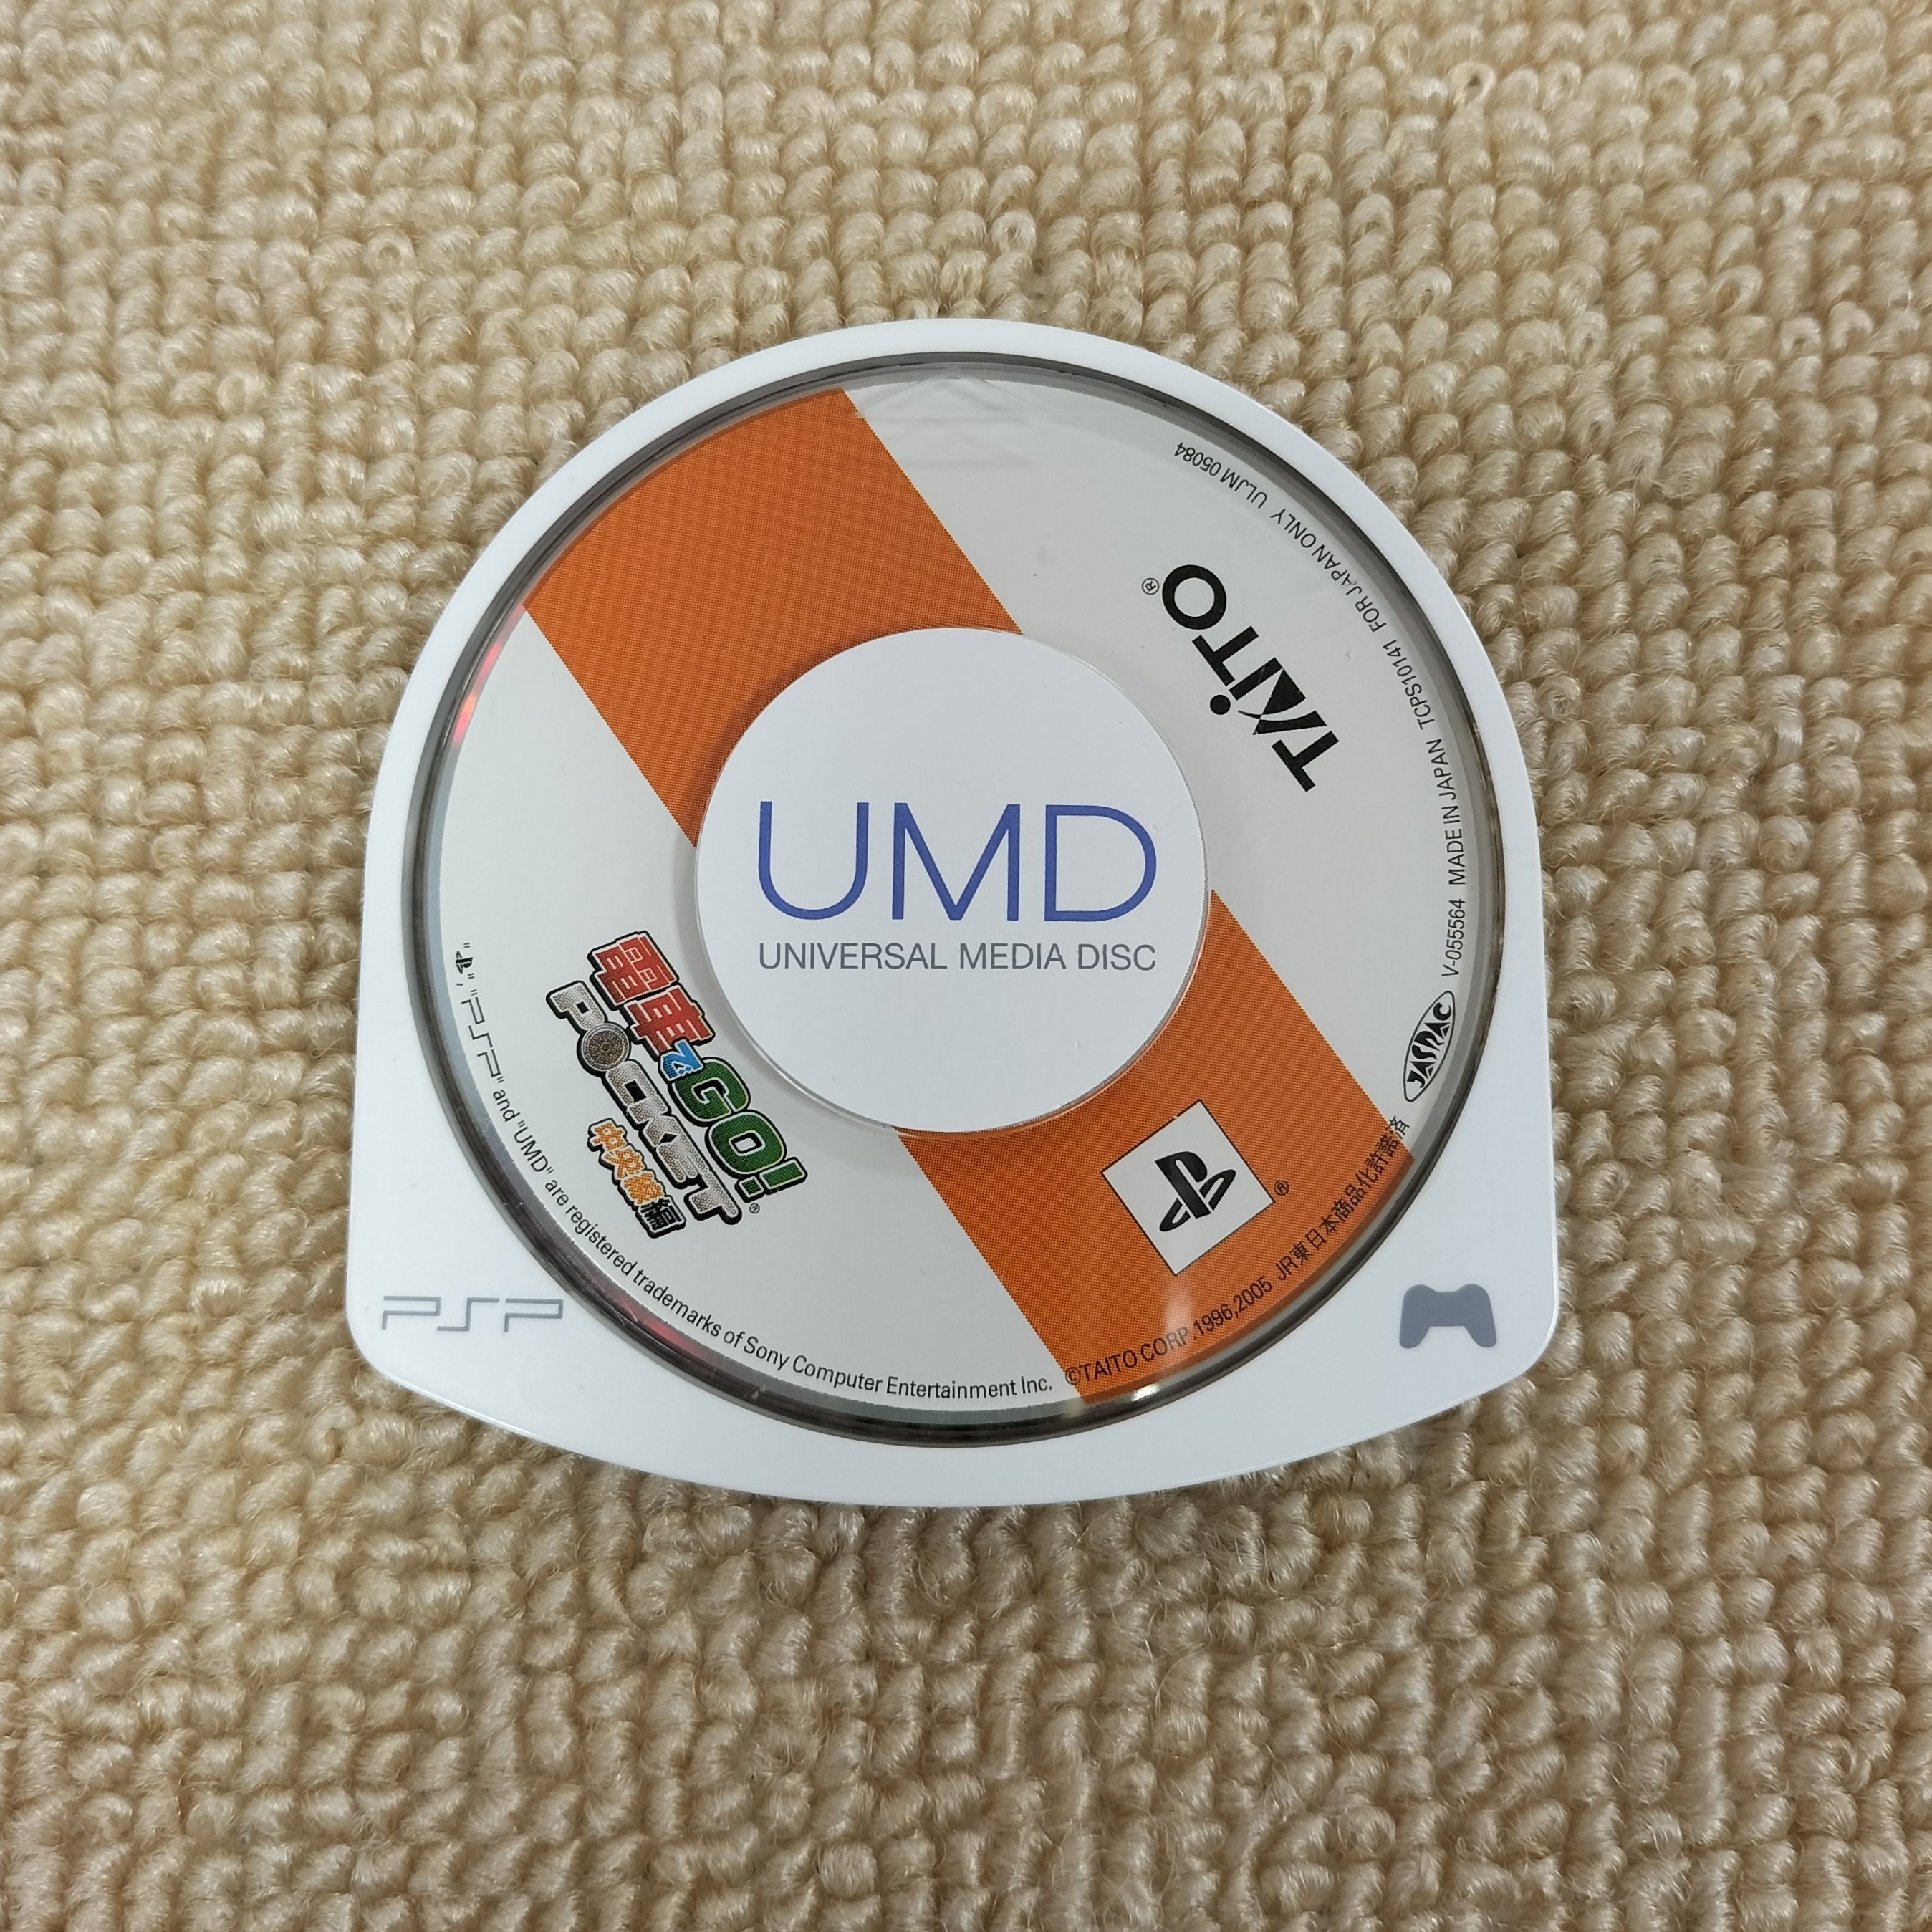 UMD
UNIVERSAL MEDIA DISC
電車でGO!
POCKET®
中央線編
TAITO®
"PSP" and "UMD" are registered trademarks of Sony Computer Entertainment Inc.
©TAITO CORP.1996,2005 JR東日本商品化許諾済
JASRAC V-055564 MADE IN JAPAN TCPS10141 FOR JAPAN ONLY ULJM 05084
®
PSP